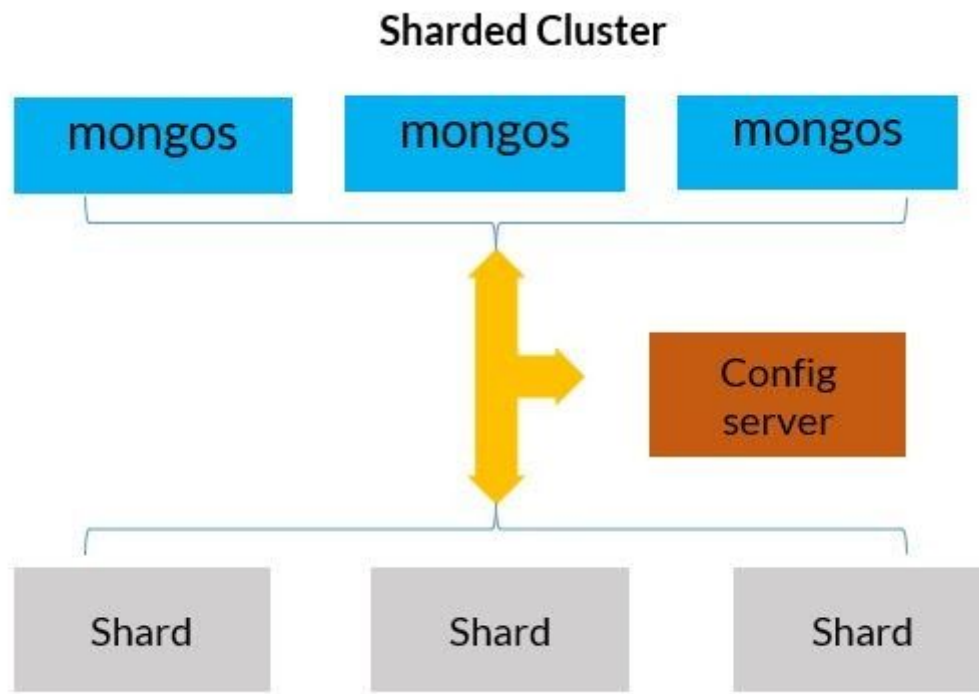 Sharded Cluster
mongos
mongos
mongos
Config
server
Shard
Shard
Shard